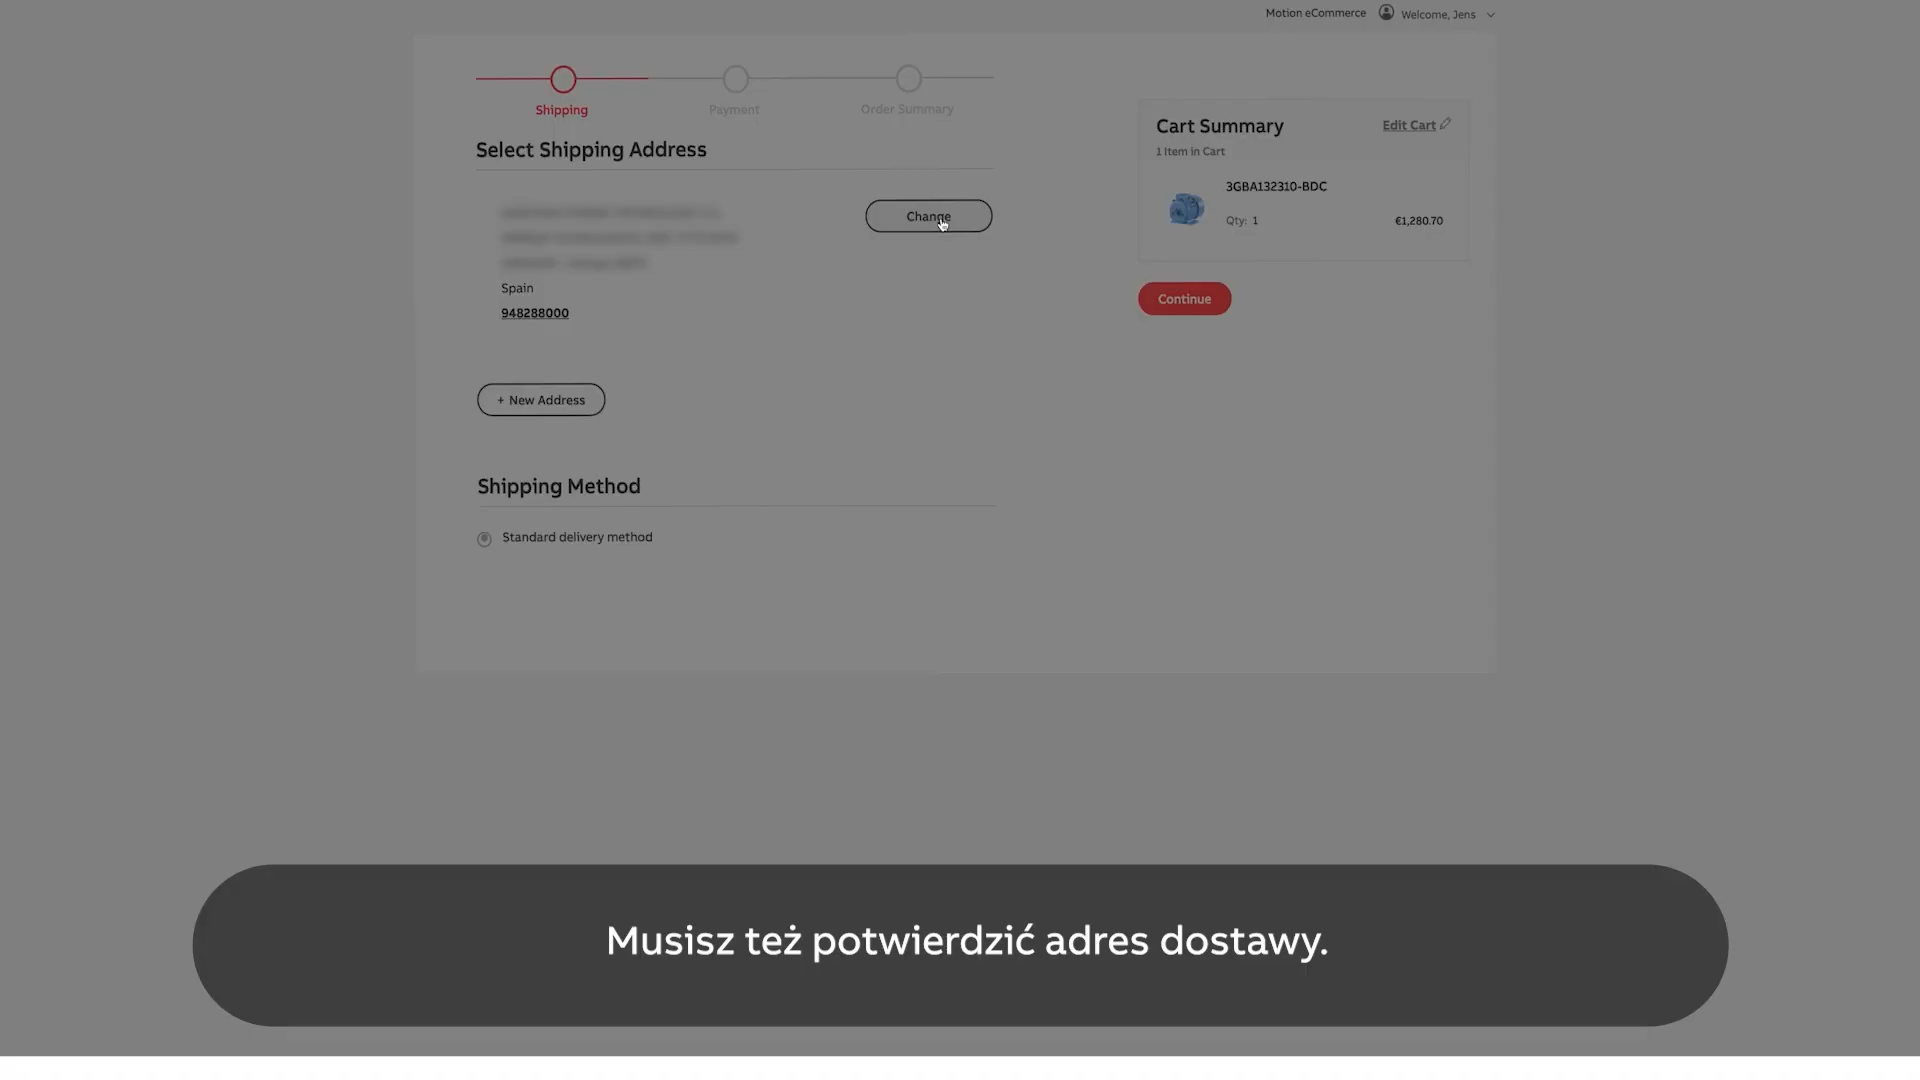 Motion eCommerce
Welcome, Jens
Shipping
Payment
Order Summary
Select Shipping Address
Change
Spain
948288000
+ New Address
Shipping Method
Standard delivery method
Cart Summary
Edit Cart
1 Item in Cart
3GBA132310-BDC
Qty: 1
€1,280.70
Continue
Musisz też potwierdzić adres dostawy.